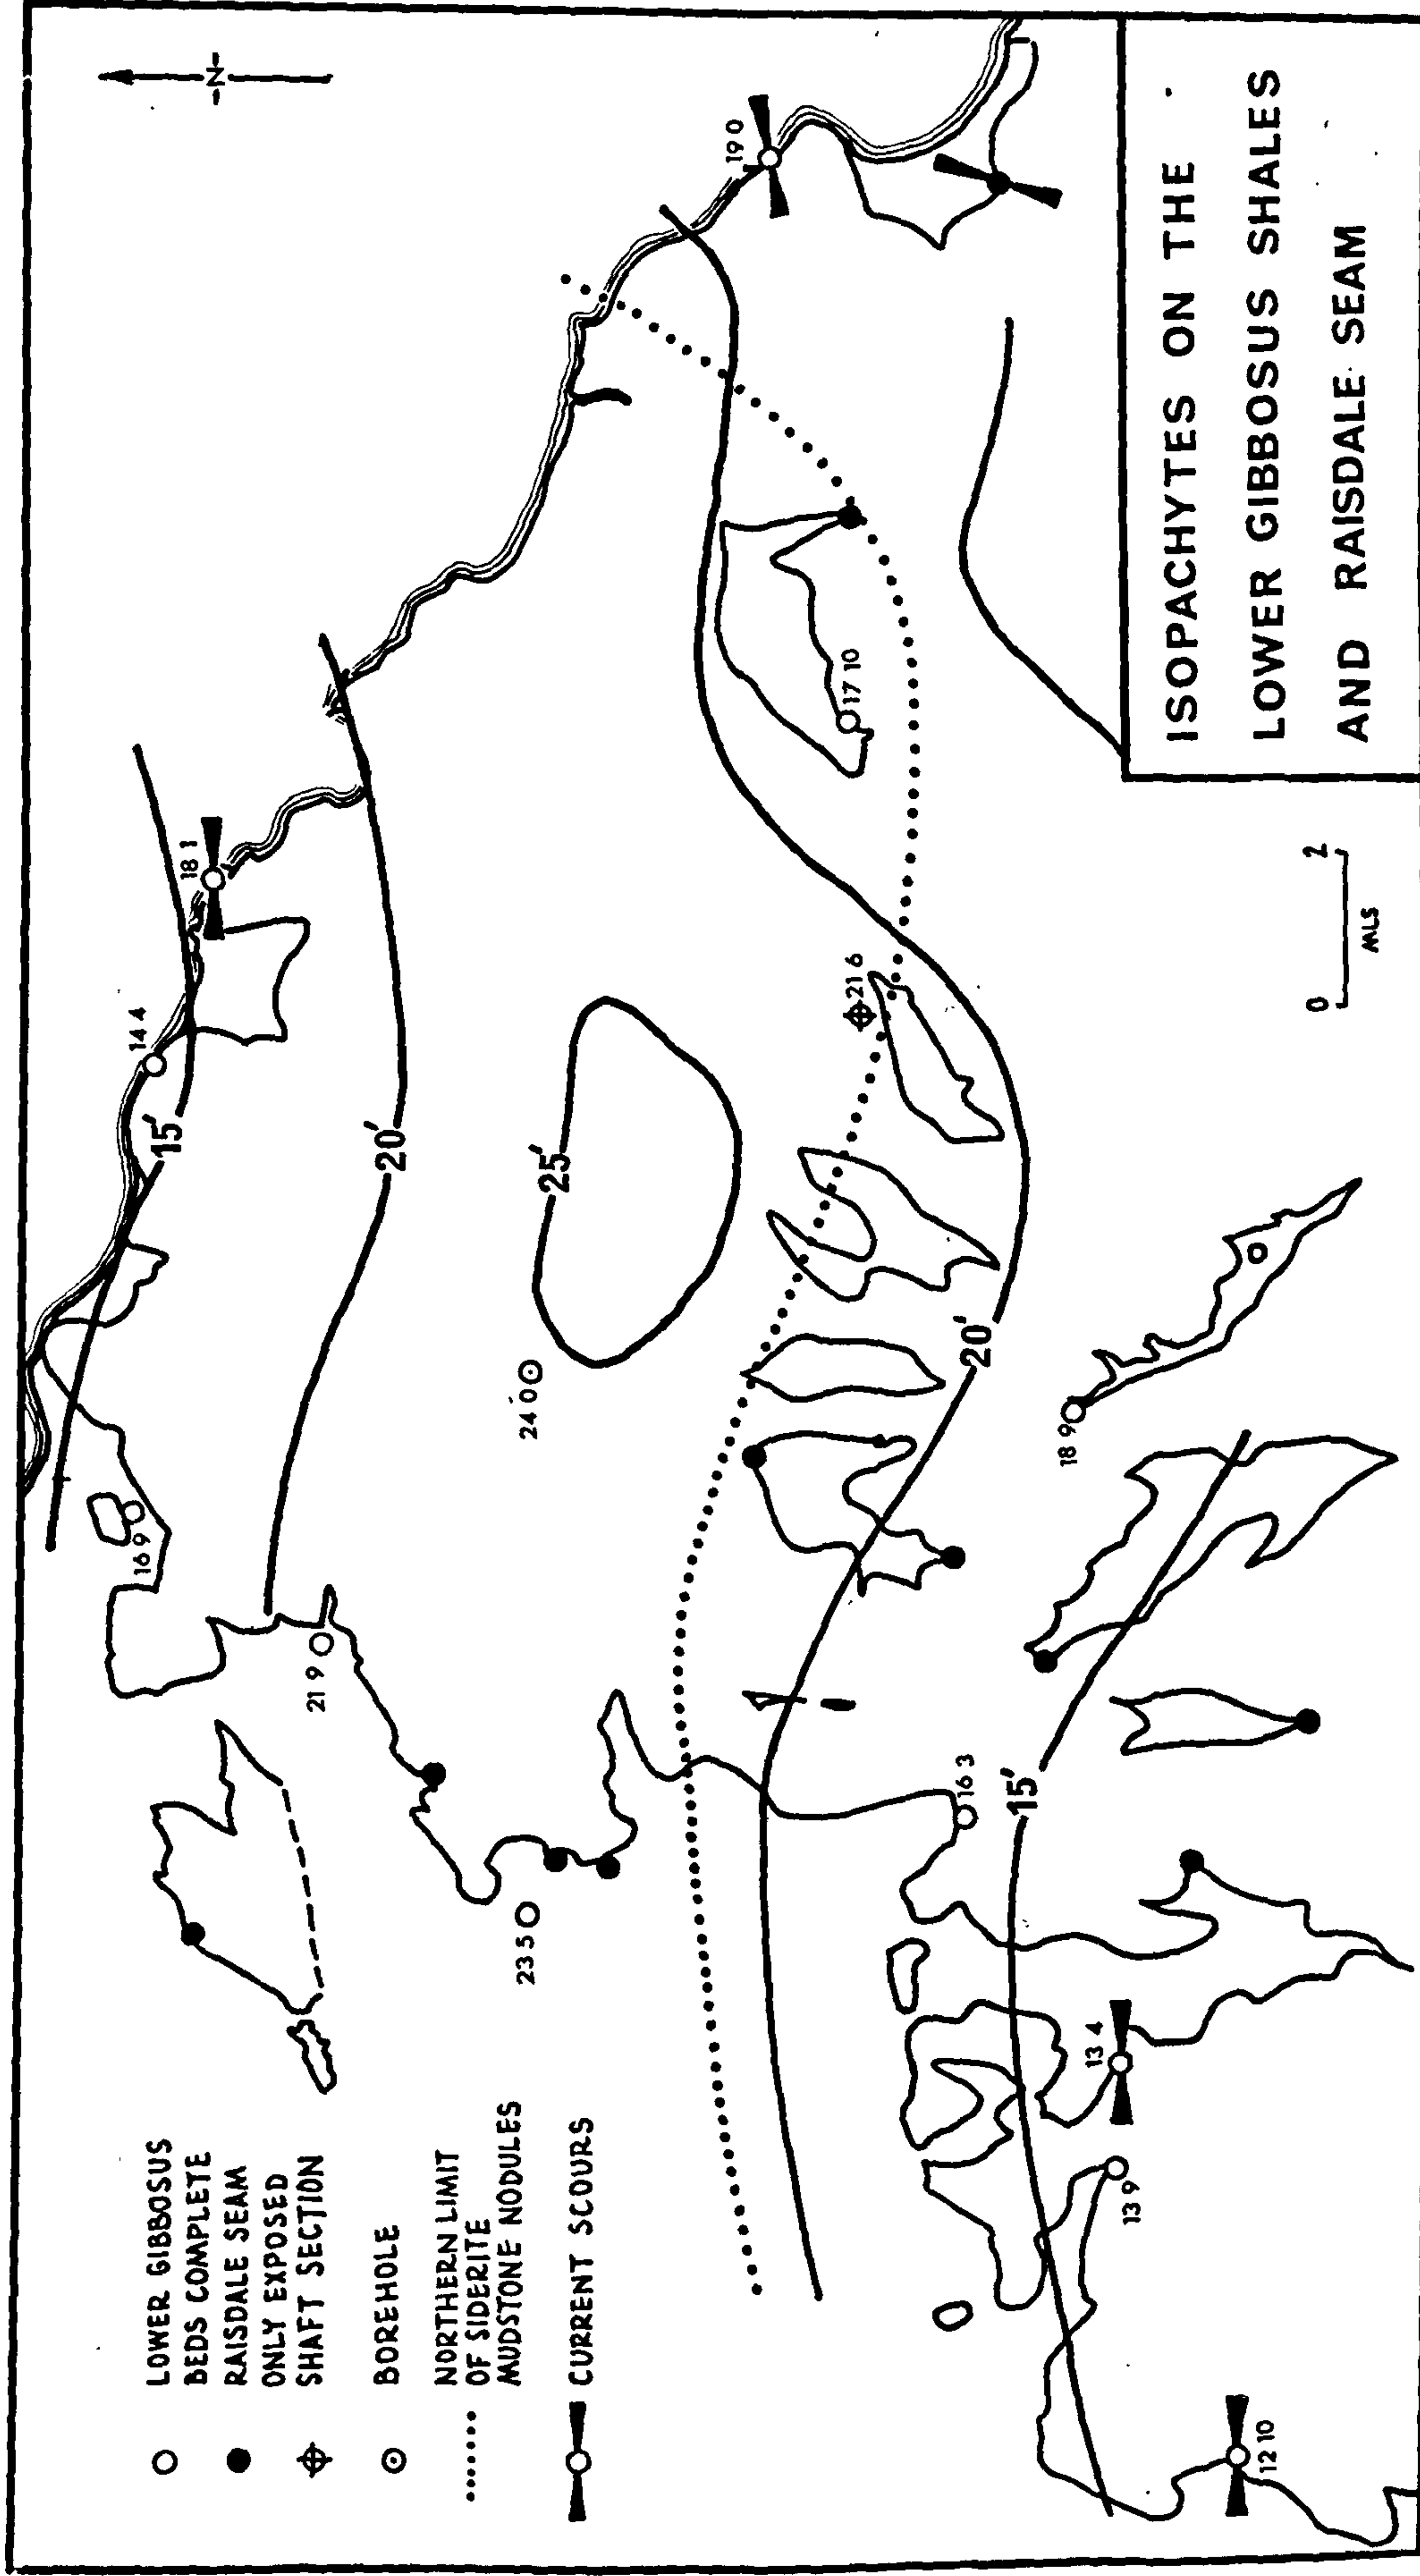 LOWER GIBBOSUS
BEDS COMPLETE
RAISDALE SEAM
ONLY EXPOSED
SHAFT SECTION
BOREHOLE
NORTHERN LIMIT
OF SIDERITE
MUDSTONE NODULES
CURRENT SCOURS
-N-
16 9
14 4
15'
18 1
21 9
20'
23 5
24 0
25'
19 0
21 6
17 10
16 3
20'
15'
18 9
13 9
13 4
12 10
0 2
MLS
ISOPACHYTES ON THE
LOWER GIBBOSUS SHALES
AND RAISDALE SEAM